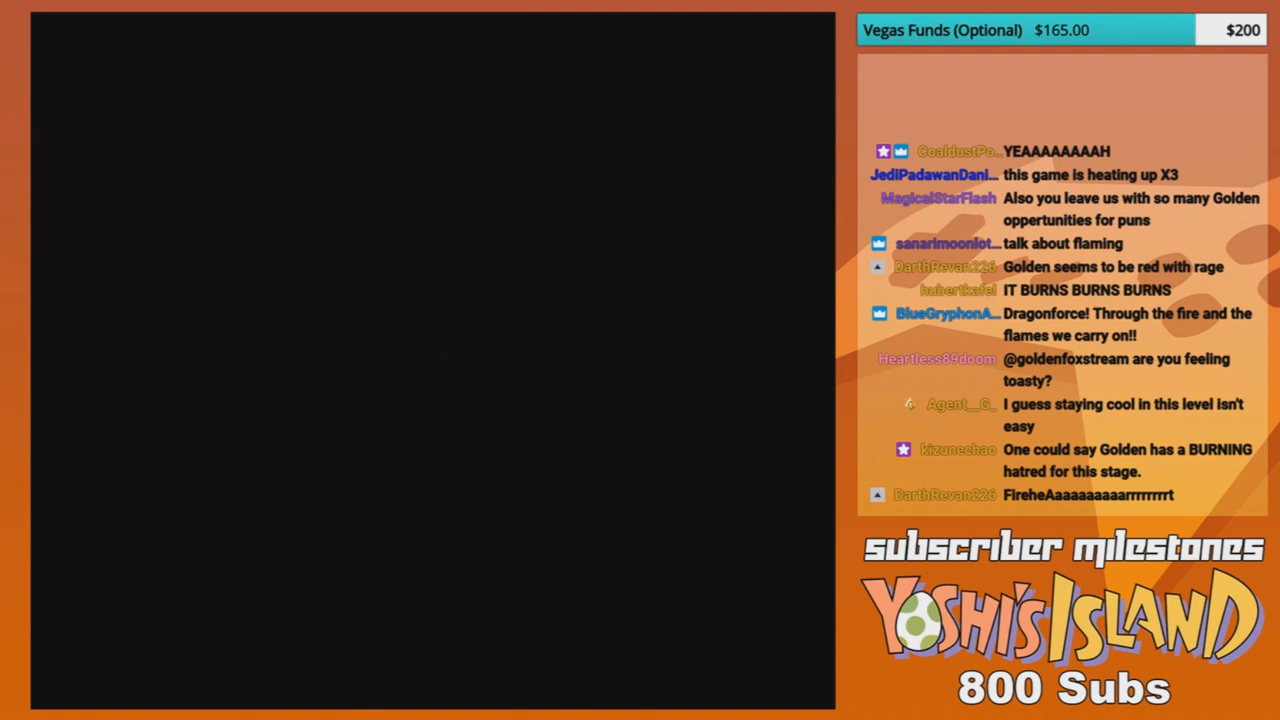 Vegas Funds (Optional) $165.00 $200
CoaldustPo... YEAAAAAAAAH
JediPadawanDani... this game is heating up X3
MagicalStarFlash Also you leave us with so many Golden
oppertunities for puns
sanarimoonlot... talk about flaming
DarthRevan226 Golden seems to be red with rage
hubertkafel IT BURNS BURNS BURNS
BlueGryphonA... Dragonforce! Through the fire and the
flames we carry on!!
Heartless89doom @goldenfoxstream are you feeling
toasty?
Agent__G_ I guess staying cool in this level isn't
easy
kizunechao One could say Golden has a BURNING
hatred for this stage.
DarthRevan226 FireheAaaaaaaaaarrrrrrrrt
subscriber milestones
YOSHI'S ISLAND
800 Subs